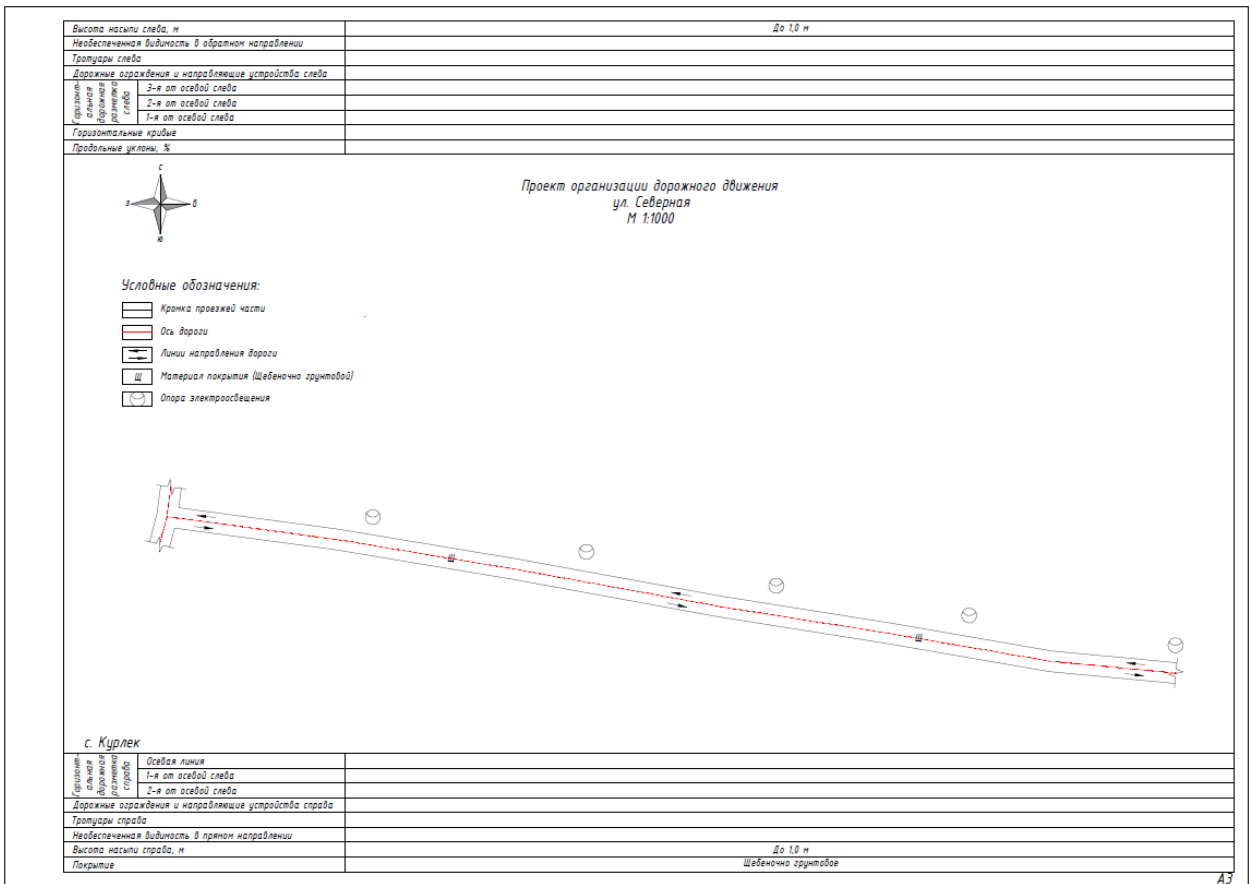 Высота насыпи слева, м До 1,0 м
Необеспеченная видимость в обратном направлении
Тротуары слева
Дорожные ограждения и направляющие устройства слева
Горизонт-
альная
дорожная
разметка
слева
3-я от осевой слева
2-я от осевой слева
1-я от осевой слева
Горизонтальные кривые
Продольные уклоны, %
с
з в
ю
Проект организации дорожного движения
ул. Северная
М 1:1000
Условные обозначения:
Кромка проезжей части
Ось дороги
Линии направления дороги
Щ Материал покрытия (Щебеночно грунтовой)
Опора электроосвещения
Щ
Щ
с. Курлек
Горизонт-
альная
дорожная
разметка
справа
Осевая линия
1-я от осевой слева
2-я от осевой слева
Дорожные ограждения и направляющие устройства справа
Тротуары справа
Необеспеченная видимость в прямом направлении
Высота насыпи справа, м До 1,0 м
Покрытие Щебеночно грунтовое
А3